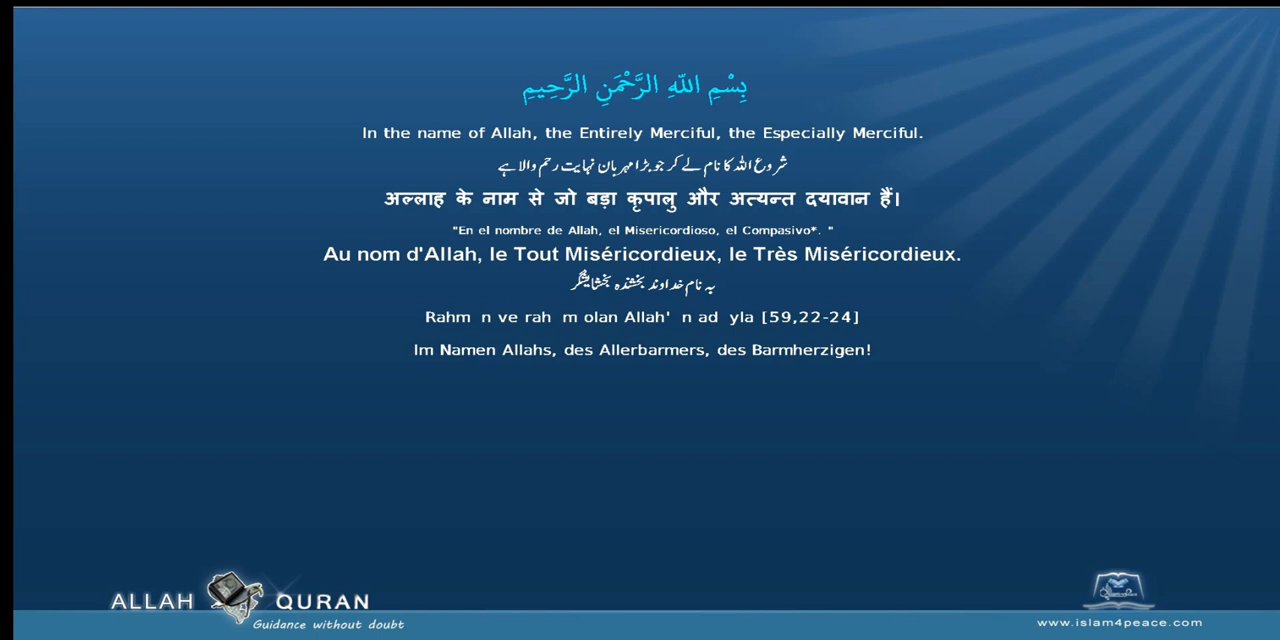 بِسْمِ اللَّهِ الرَّحْمَنِ الرَّحِيمِ
In the name of Allah, the Entirely Merciful, the Especially Merciful.
شروع اللہ کا نام لے کر جو بڑا مہربان نہایت رحم والا ہے
अल्लाह के नाम से जो बड़ा कृपालु और अत्यन्त दयावान हैं।
"En el nombre de Allah, el Misericordioso, el Compasivo*. "
Au nom d'Allah, le Tout Miséricordieux, le Très Miséricordieux.
به نام خداوند بخشنده بخشایشگر
Rahm n ve rah m olan Allah' n ad yla [59,22-24]
Im Namen Allahs, des Allerbarmers, des Barmherzigen!
ALLAH QURAN
Guidance without doubt
www.islam4peace.com